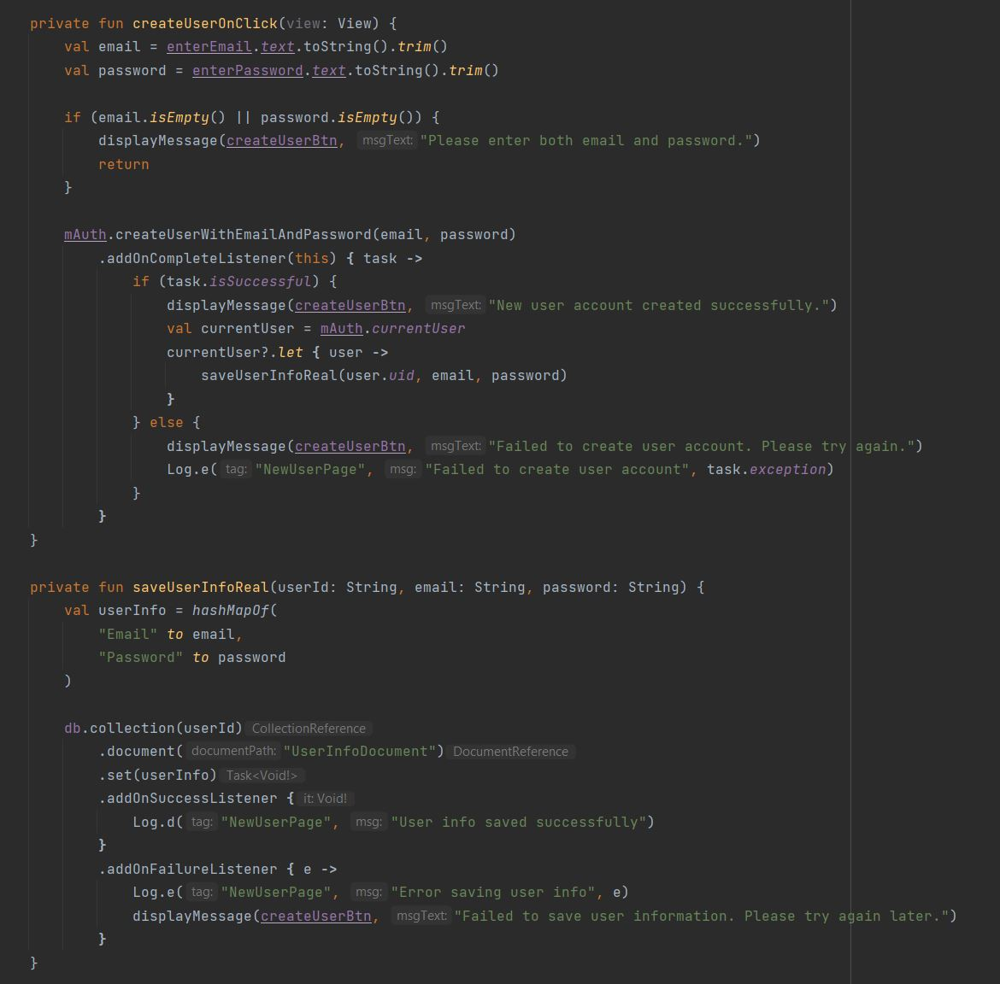 private fun createUserOnClick(view: View) {
val email = enterEmail.text.toString().trim()
val password = enterPassword.text.toString().trim()
if (email.isEmpty() || password.isEmpty()) {
displayMessage(createUserBtn, msgText: "Please enter both email and password.")
return
}
mAuth.createUserWithEmailAndPassword(email, password)
.addOnCompleteListener(this) { task ->
if (task.isSuccessful) {
displayMessage(createUserBtn, msgText: "New user account created successfully.")
val currentUser = mAuth.currentUser
currentUser?.let { user ->
saveUserInfoReal(user.uid, email, password)
}
} else {
displayMessage(createUserBtn, msgText: "Failed to create user account. Please try again.")
Log.e( tag: "NewUserPage", msg: "Failed to create user account", task.exception)
}
}
}
private fun saveUserInfoReal(userId: String, email: String, password: String) {
val userInfo = hashMapOf(
"Email" to email,
"Password" to password
)
db.collection(userId) CollectionReference
.document( documentPath: "UserInfoDocument") DocumentReference
.set(userInfo) Task<Void!>
.addOnSuccessListener { it: Void!
Log.d( tag: "NewUserPage", msg: "User info saved successfully")
}
.addOnFailureListener { e ->
Log.e( tag: "NewUserPage", msg: "Error saving user info", e)
displayMessage(createUserBtn, msgText: "Failed to save user information. Please try again later.")
}
}